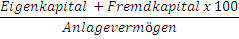 Eigenkapital + Fremdkapital x 100
Anlagevermögen